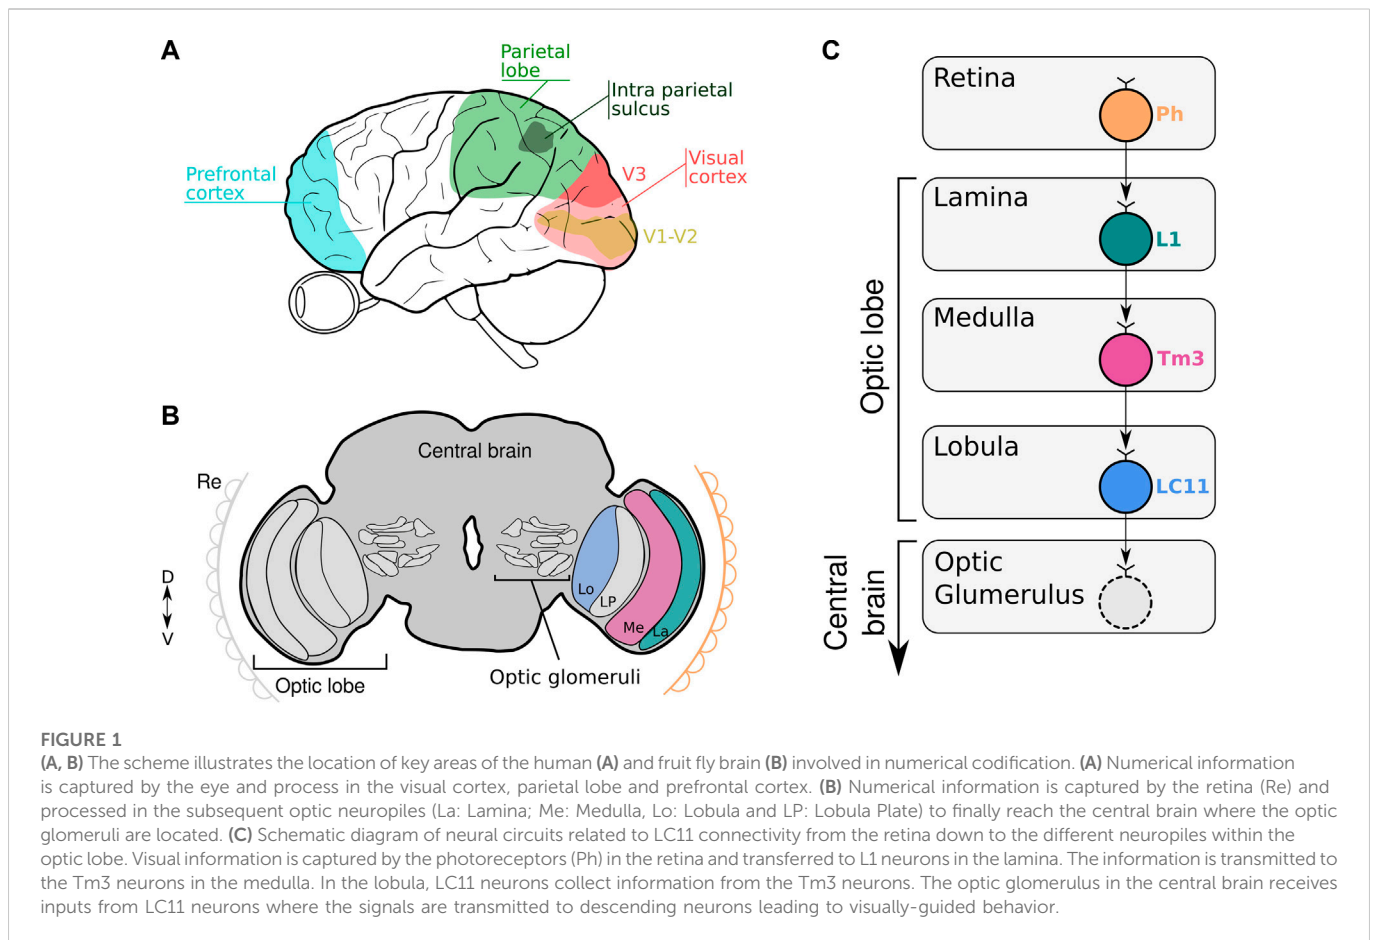 A
Parietal
lobe
Intra parietal
sulcus
Prefrontal
cortex
V3
Visual
cortex
V1-V2
B
Central brain
Re
D
V
Lo
LP
Me
La
Optic lobe
Optic glomeruli
C
Retina
Ph
Lamina
L1
Optic lobe
Medulla
Tm3
Lobula
LC11
Central
brain
Optic
Glumerulus
FIGURE 1
(A, B) The scheme illustrates the location of key areas of the human (A) and fruit fly brain (B) involved in numerical codification. (A) Numerical information
is captured by the eye and process in the visual cortex, parietal lobe and prefrontal cortex. (B) Numerical information is captured by the retina (Re) and
processed in the subsequent optic neuropiles (La: Lamina; Me: Medulla, Lo: Lobula and LP: Lobula Plate) to finally reach the central brain where the optic
glomeruli are located. (C) Schematic diagram of neural circuits related to LC11 connectivity from the retina down to the different neuropiles within the
optic lobe. Visual information is captured by the photoreceptors (Ph) in the retina and transferred to L1 neurons in the lamina. The information is transmitted to
the Tm3 neurons in the medulla. In the lobula, LC11 neurons collect information from the Tm3 neurons. The optic glomerulus in the central brain receives
inputs from LC11 neurons where the signals are transmitted to descending neurons leading to visually-guided behavior.